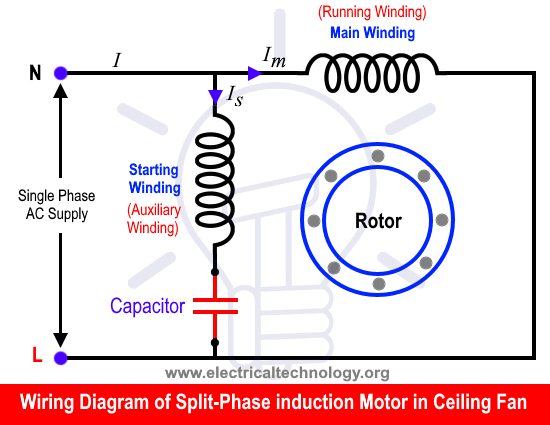 (Running Winding)
Main Winding
N
I
Im
Is
Starting
Winding
(Auxiliary
Winding)
Single Phase
AC Supply
Rotor
Capacitor
L
www.electricaltechnology.org
Wiring Diagram of Split-Phase induction Motor in Ceiling Fan